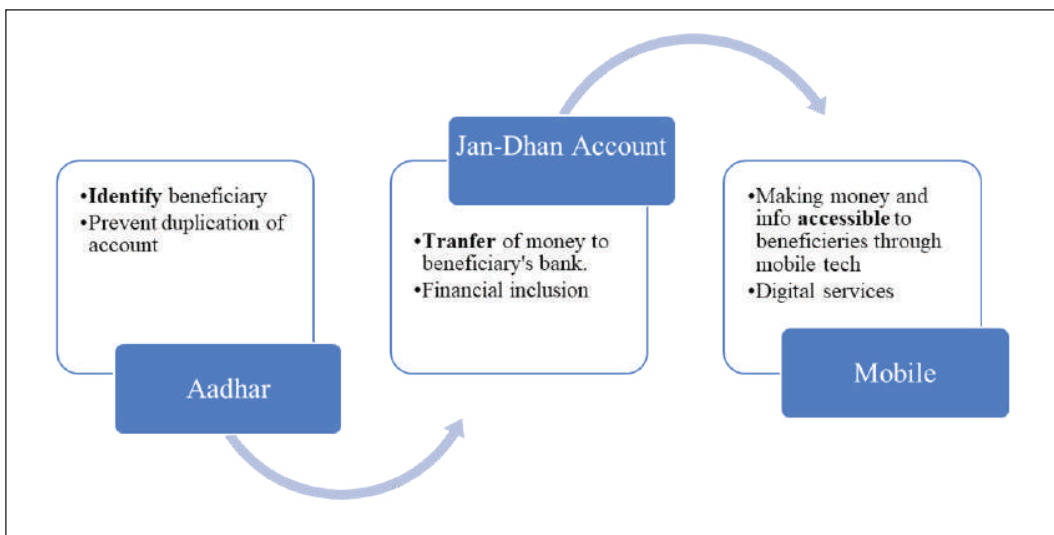 •Identify beneficiary
•Prevent duplication of
account
Aadhar
Jan-Dhan Account
•Tranfer of money to
beneficiary's bank.
•Financial inclusion
•Making money and
info accessible to
beneficieries through
mobile tech
•Digital services
Mobile